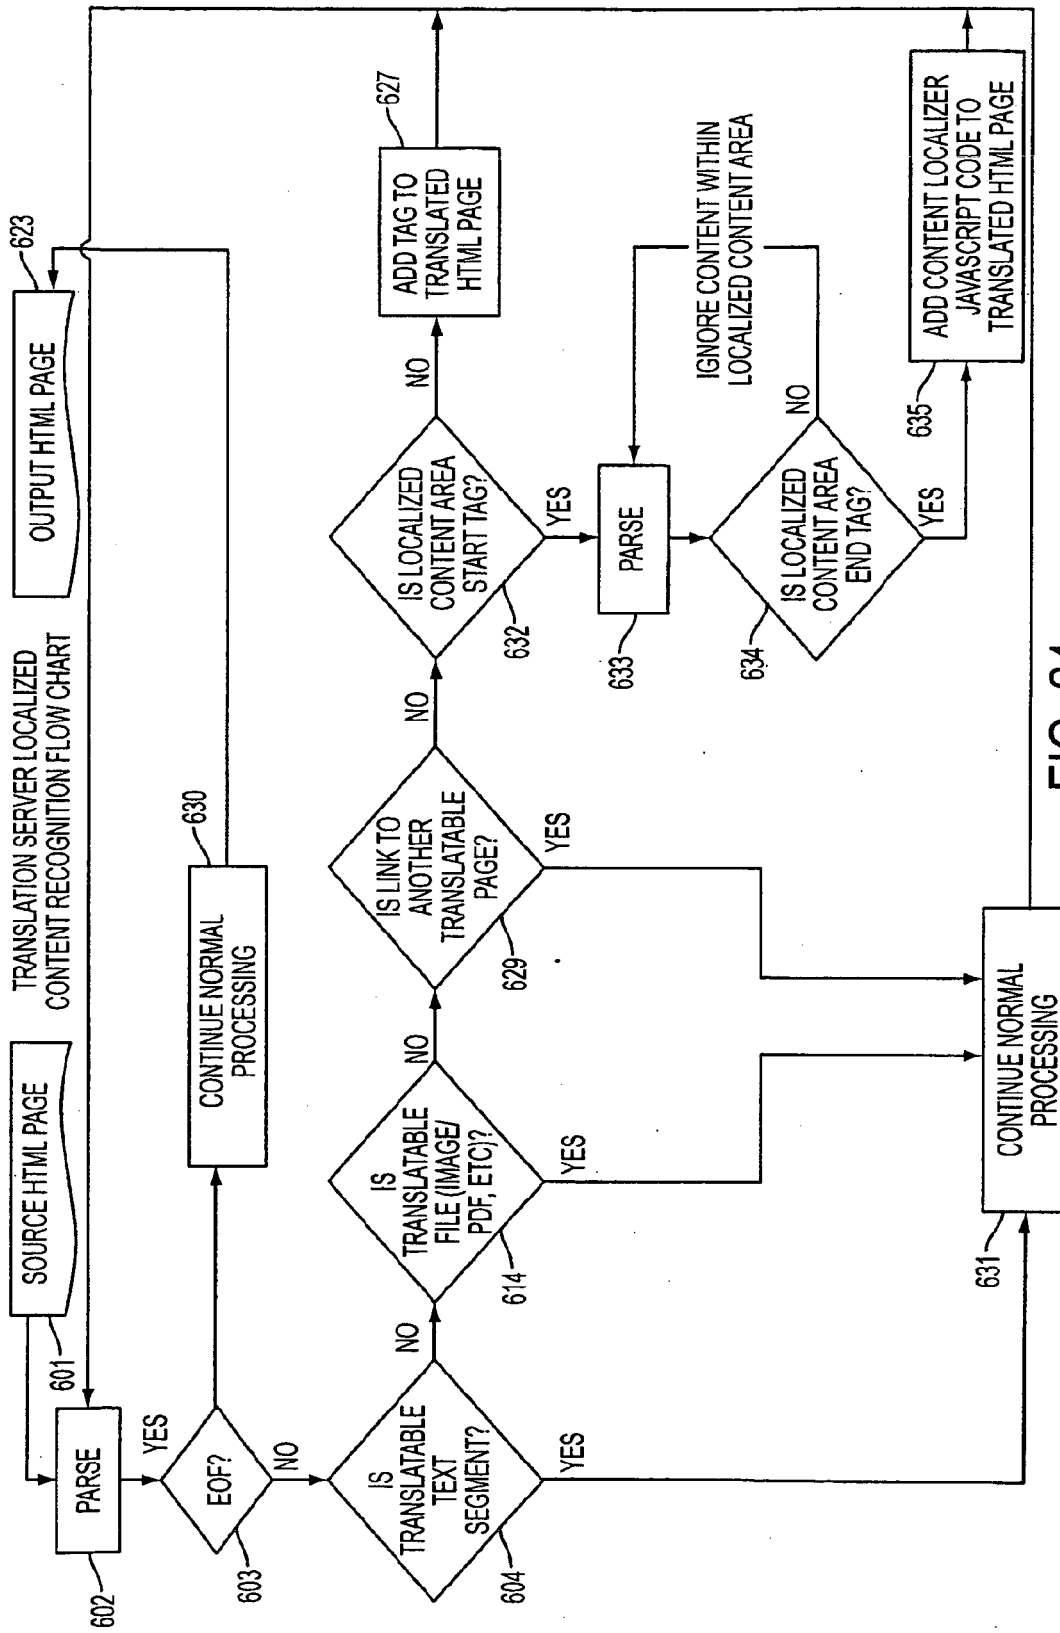 TRANSLATION SERVER LOCALIZED
CONTENT RECOGNITION FLOW CHART
SOURCE HTML PAGE
601
OUTPUT HTML PAGE
623
PARSE
602
YES
EOF?
603
NO
CONTINUE NORMAL
PROCESSING
630
IS
TRANSLATABLE
TEXT
SEGMENT?
604
NO
YES
IS
TRANSLATABLE
FILE (IMAGE/
PDF, ETC)?
614
NO
YES
IS LINK TO
ANOTHER
TRANSLATABLE
PAGE?
629
NO
YES
IS LOCALIZED
CONTENT AREA
START TAG?
632
NO
YES
ADD TAG TO
TRANSLATED
HTML PAGE
627
PARSE
633
IGNORE CONTENT WITHIN
LOCALIZED CONTENT AREA
IS LOCALIZED
CONTENT AREA
END TAG?
634
NO
YES
ADD CONTENT LOCALIZER
JAVASCRIPT CODE TO
TRANSLATED HTML PAGE
635
CONTINUE NORMAL
PROCESSING
631
FIG.